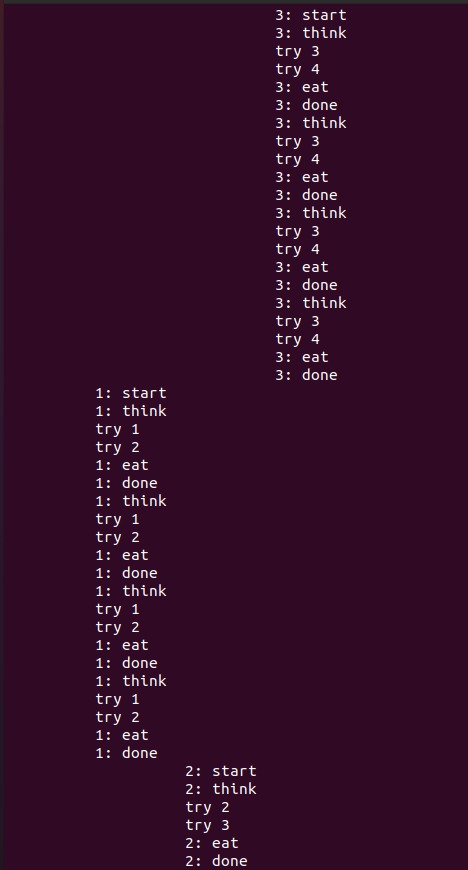 3: start
3: think
try 3
try 4
3: eat
3: done
3: think
try 3
try 4
3: eat
3: done
3: think
try 3
try 4
3: eat
3: done
3: think
try 3
try 4
3: eat
3: done
1: start
1: think
try 1
try 2
1: eat
1: done
1: think
try 1
try 2
1: eat
1: done
1: think
try 1
try 2
1: eat
1: done
1: think
try 1
try 2
1: eat
1: done
2: start
2: think
try 2
try 3
2: eat
2: done